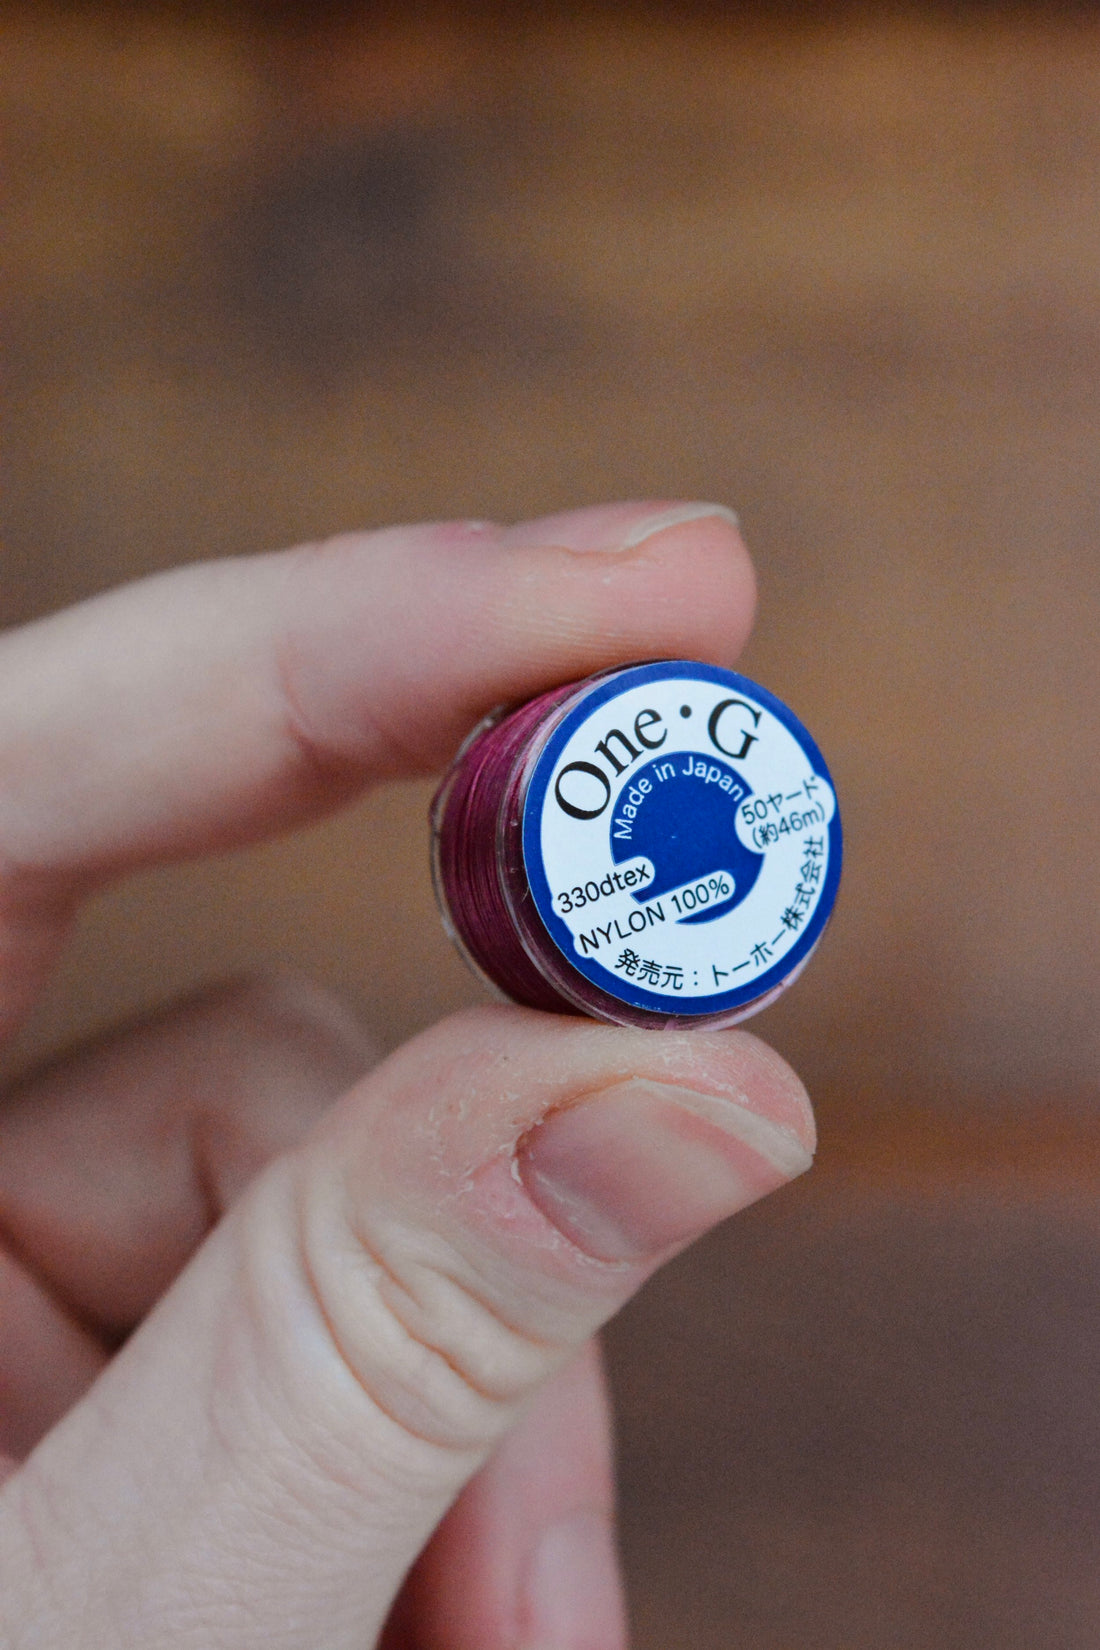 One・G
Made in Japan
50ヤード
(約46m)
330dtex
NYLON 100%
発売元：トーホー株式会社